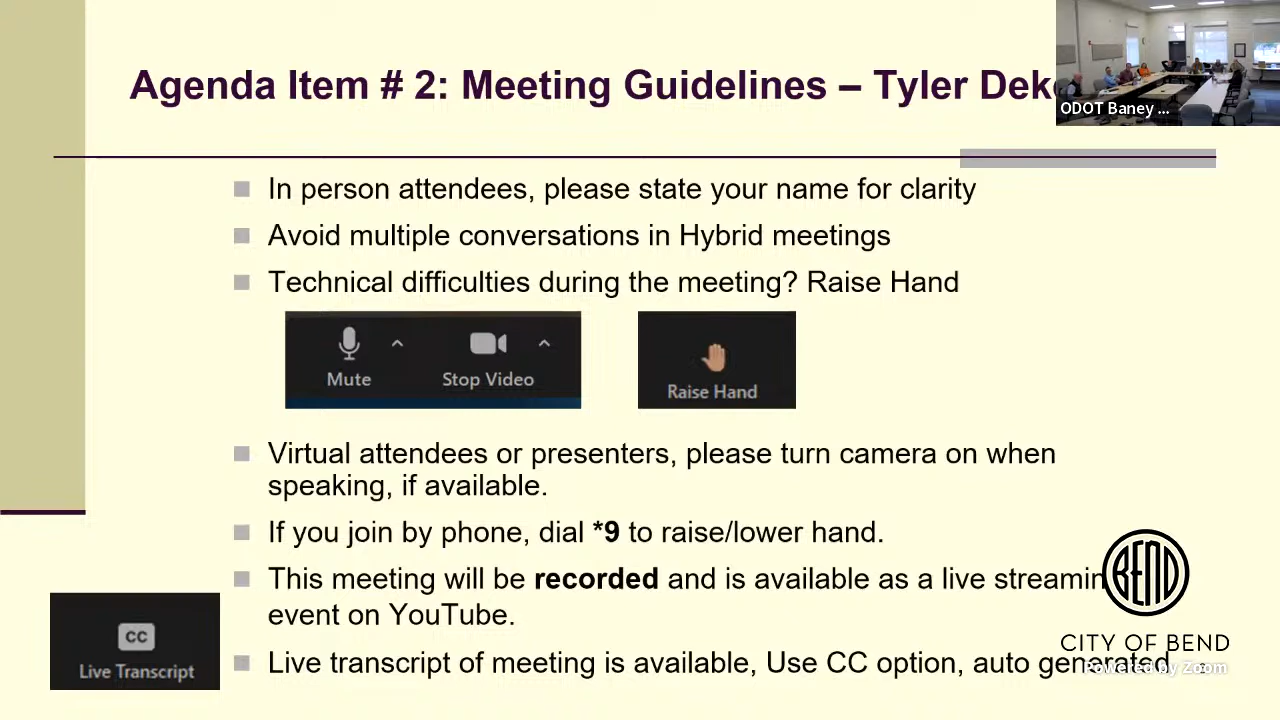 Agenda Item # 2: Meeting Guidelines – Tyler Dek
ODOT Baney ...
In person attendees, please state your name for clarity
Avoid multiple conversations in Hybrid meetings
Technical difficulties during the meeting? Raise Hand
Mute
Stop Video
Raise Hand
Virtual attendees or presenters, please turn camera on when
speaking, if available.
If you join by phone, dial *9 to raise/lower hand.
This meeting will be recorded and is available as a live streamin
event on YouTube.
BEND
CITY OF BEND
CC
Live Transcript
Live transcript of meeting is available, Use CC option, auto generated
Powered by Zoom